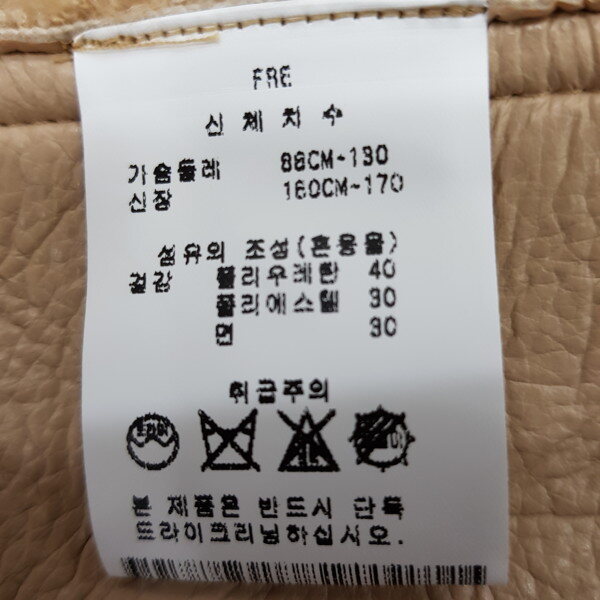 FRE
신체치수
가슴둘레 88CM-130
신장 160CM-170
섬유의 조성(혼용율)
겉감 폴리우레탄 40
폴리에스텔 30
면 30
취급주의
본 제품은 반드시 단독
드라이크리닝하십시오.